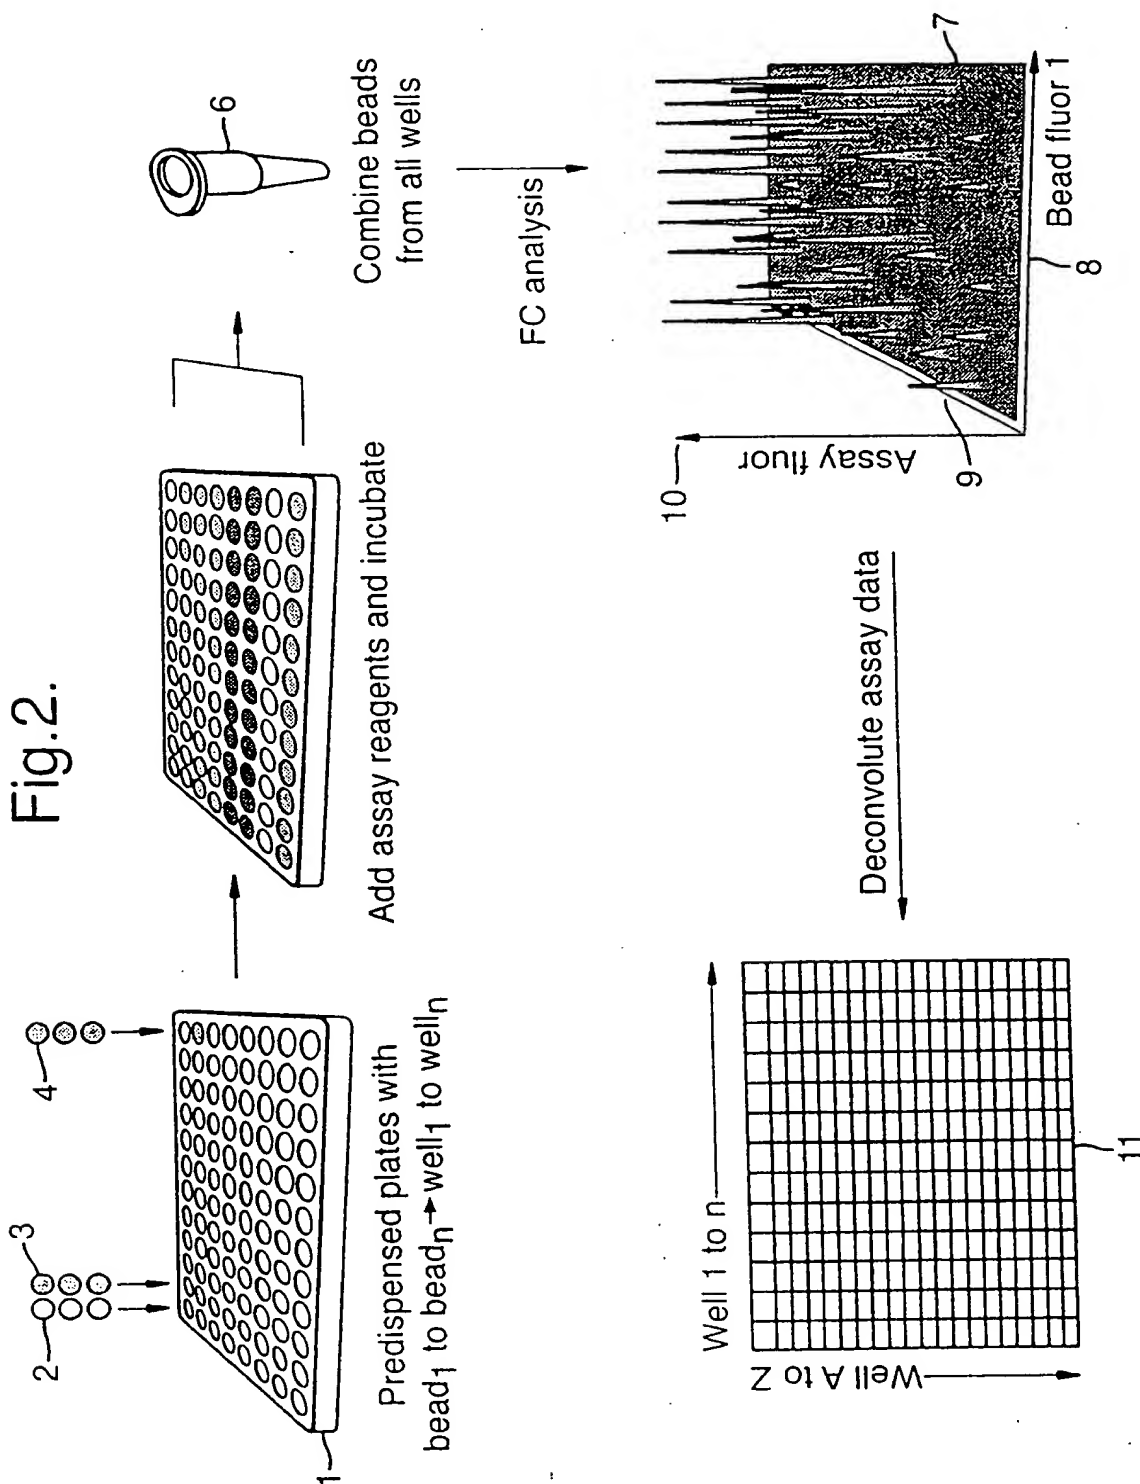 Fig.2.
2
3
4
1
Predispensed plates with
bead1 to beadn→well1 to welln
Add assay reagents and incubate
6
Combine beads
from all wells
FC analysis
10
Assay fluor
9
8
Bead fluor 1
7
Deconvolute assay data
Well 1 to n
Well A to Z
11